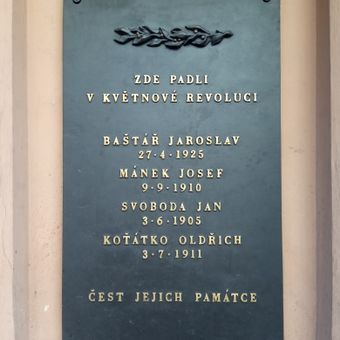 ZDE PADLI
V KVĚTNOVÉ REVOLUCI
BAŠTÁŘ JAROSLAV
27·4·1925
MÁNEK JOSEF
9·9·1910
SVOBODA JAN
3·6·1905
KOŤÁTKO OLDŘICH
3·7·1911
ČEST JEJICH PAMÁTCE